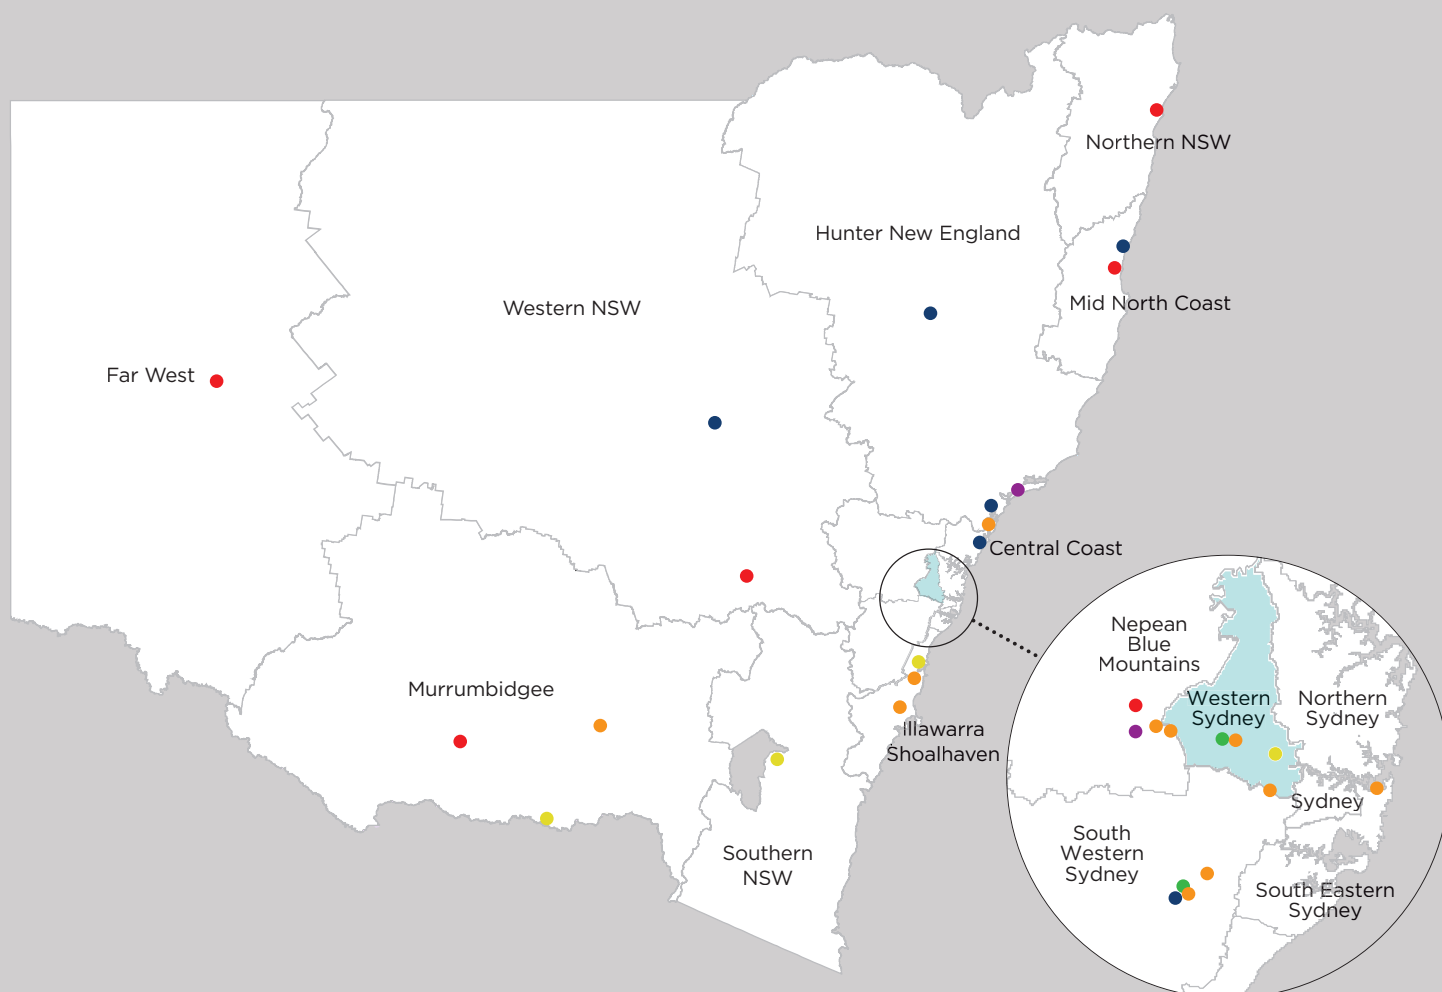 Northern NSW
Hunter New England
Mid North Coast
Western NSW
Far West
Central Coast
Murrumbidgee
Illawarra
Shoalhaven
Southern
NSW
Nepean
Blue
Mountains
Western
Sydney
Northern
Sydney
Sydney
South
Western
Sydney
South Eastern
Sydney